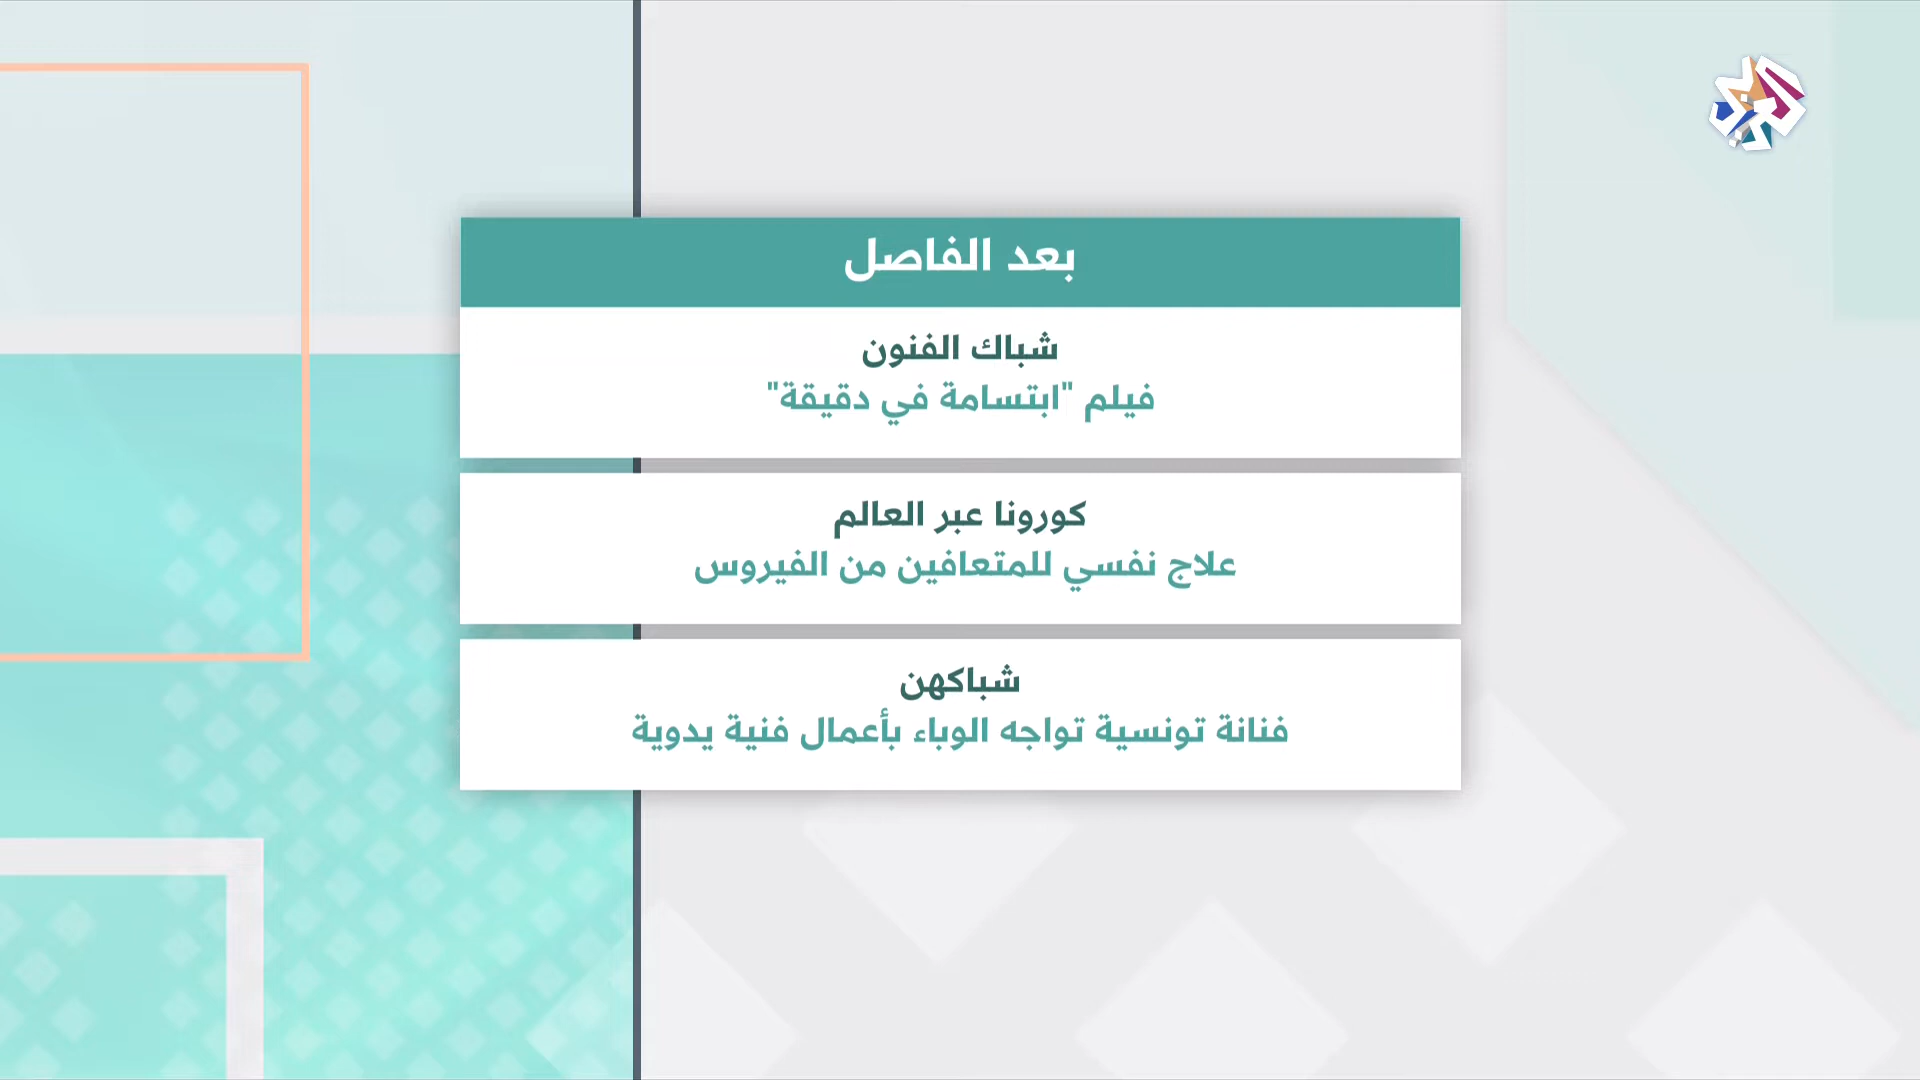 بعد الفاصل
شباك الفنون
فيلم "ابتسامة في دقيقة"
كورونا عبر العالم
علاج نفسي للمتعافين من الفيروس
شباكهن
فنانة تونسية تواجه الوباء بأعمال فنية يدوية